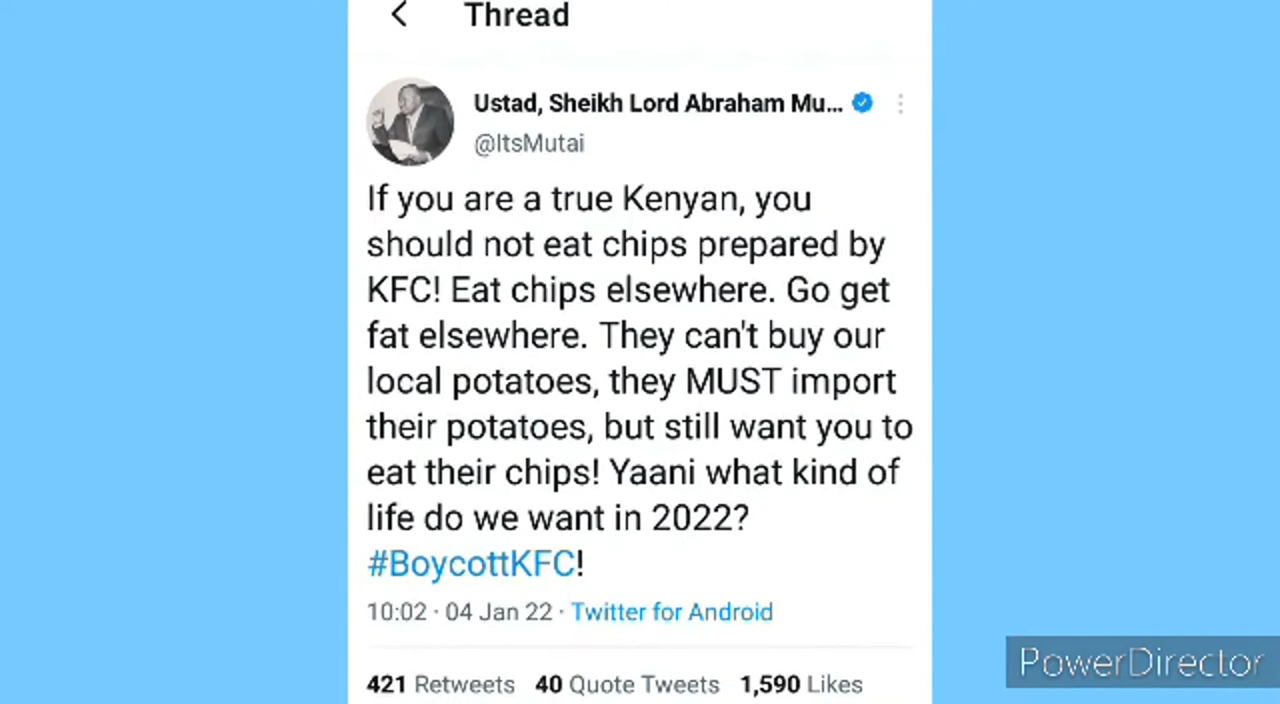 Thread
Ustad, Sheikh Lord Abraham Mu...
@ItsMutai
If you are a true Kenyan, you
should not eat chips prepared by
KFC! Eat chips elsewhere. Go get
fat elsewhere. They can't buy our
local potatoes, they MUST import
their potatoes, but still want you to
eat their chips! Yaani what kind of
life do we want in 2022?
#BoycottKFC!
10:02 · 04 Jan 22 · Twitter for Android
421 Retweets 40 Quote Tweets 1,590 Likes
PowerDirector